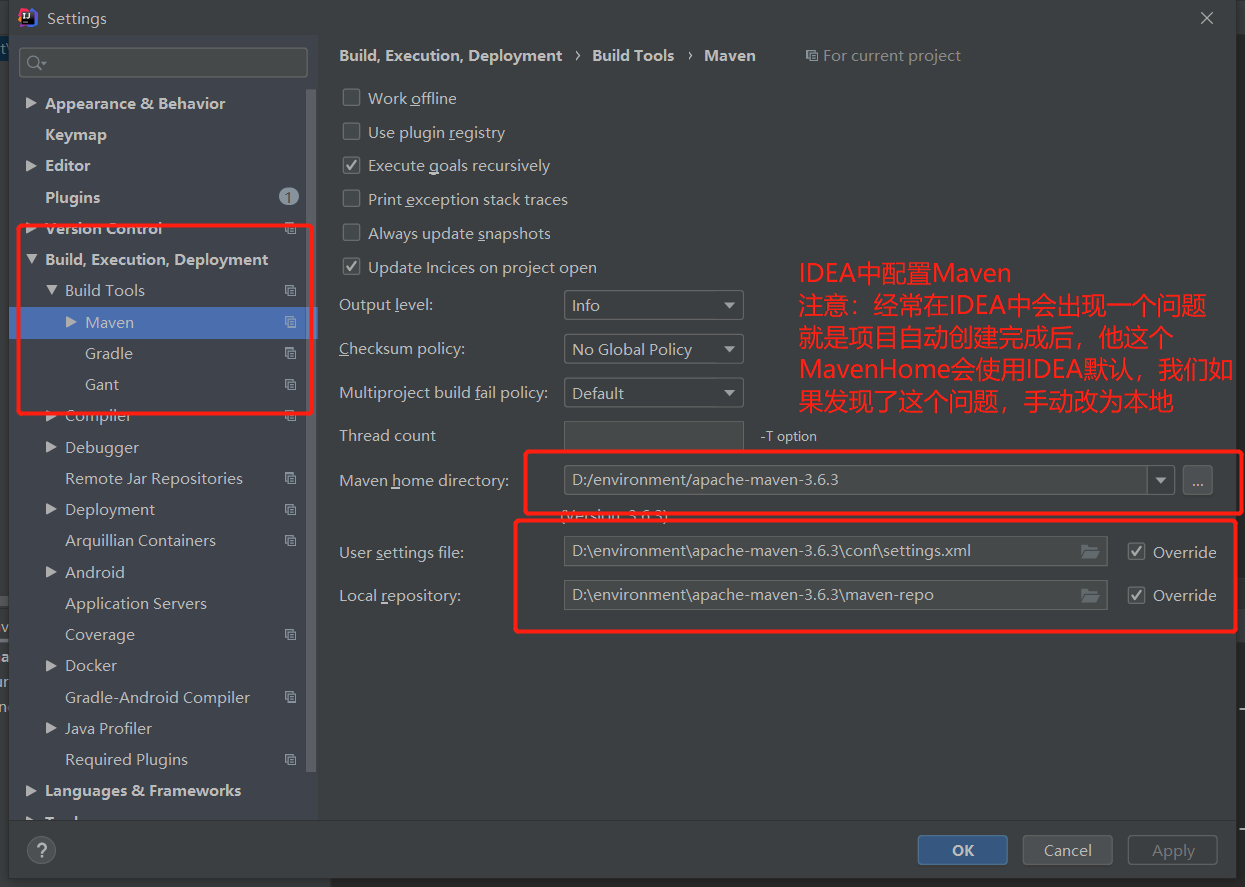 Settings
Build, Execution, Deployment › Build Tools › Maven For current project
Appearance & Behavior
Keymap
Editor
Plugins 1
Version Control
Build, Execution, Deployment
Build Tools
Maven
Gradle
Gant
Compiler
Debugger
Remote Jar Repositories
Deployment
Arquillian Containers
Android
Application Servers
Coverage
Docker
Gradle-Android Compiler
Java Profiler
Required Plugins
Languages & Frameworks
Work offline
Use plugin registry
Execute goals recursively
Print exception stack traces
Always update snapshots
Update Incices on project open
Output level: Info
Checksum policy: No Global Policy
Multiproject build fail policy: Default
Thread count -T option
Maven home directory: D:/environment/apache-maven-3.6.3 ...
(Version: 3.6.3)
User settings file: D:\environment\apache-maven-3.6.3\conf\settings.xml Override
Local repository: D:\environment\apache-maven-3.6.3\maven-repo Override
IDEA中配置Maven
注意：经常在IDEA中会出现一个问题
就是项目自动创建完成后，他这个
MavenHome会使用IDEA默认，我们如
果发现了这个问题，手动改为本地
? OK Cancel Apply